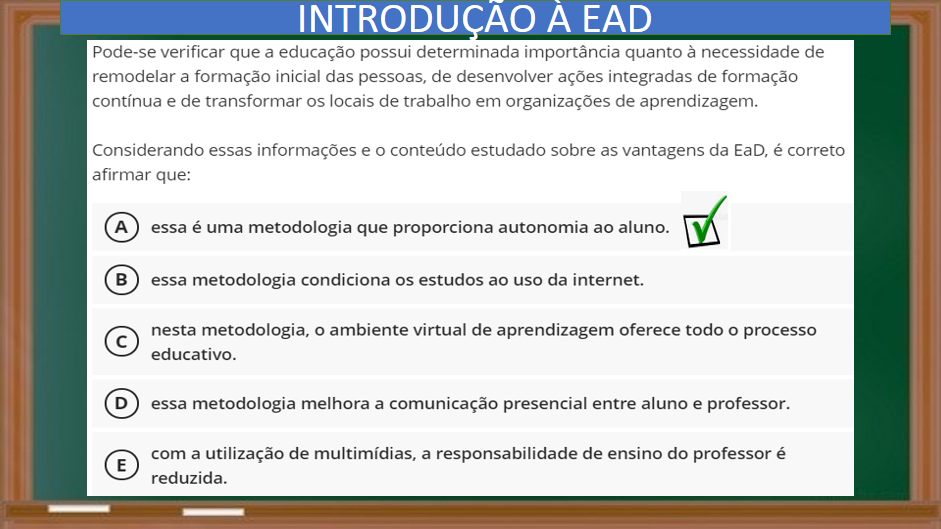 INTRODUÇÃO À EAD
Pode-se verificar que a educação possui determinada importância quanto à necessidade de
remodelar a formação inicial das pessoas, de desenvolver ações integradas de formação
contínua e de transformar os locais de trabalho em organizações de aprendizagem.
Considerando essas informações e o conteúdo estudado sobre as vantagens da EaD, é correto
afirmar que:
A essa é uma metodologia que proporciona autonomia ao aluno.
B essa metodologia condiciona os estudos ao uso da internet.
C nesta metodologia, o ambiente virtual de aprendizagem oferece todo o processo
educativo.
D essa metodologia melhora a comunicação presencial entre aluno e professor.
E com a utilização de multimídias, a responsabilidade de ensino do professor é
reduzida.